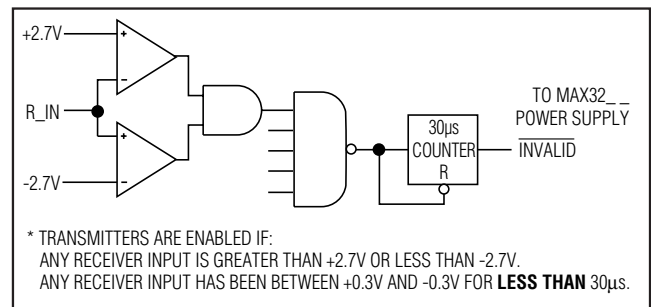 +2.7V
+
-
R_IN
+
-
-2.7V
30µs
COUNTER
R
TO MAX32_ _
POWER SUPPLY
INVALID
* TRANSMITTERS ARE ENABLED IF:
ANY RECEIVER INPUT IS GREATER THAN +2.7V OR LESS THAN -2.7V.
ANY RECEIVER INPUT HAS BEEN BETWEEN +0.3V AND -0.3V FOR LESS THAN 30µs.